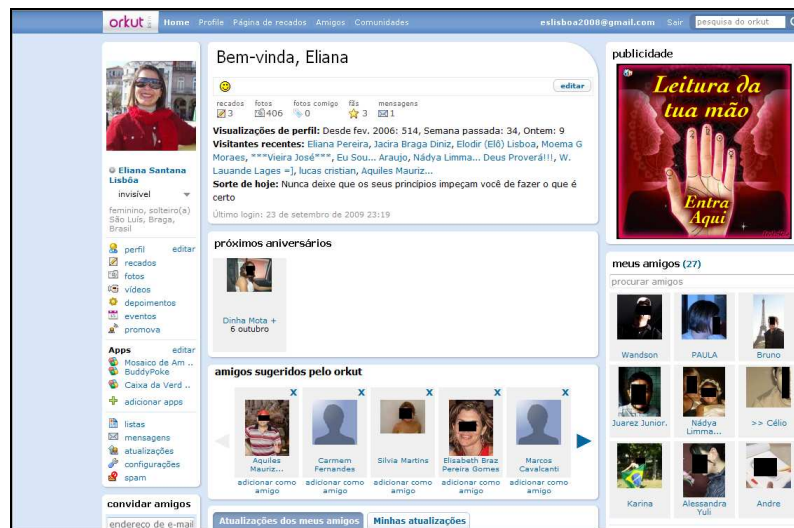 orkut
Home Profile Página de recados Amigos Comunidades
eslisboa2008@gmail.com Sair pesquisa do orkut
Bem-vinda, Eliana
editar
recados fotos fotos comigo fãs mensagens
3 406 0 3 1
Visualizações de perfil: Desde fev. 2006: 514, Semana passada: 34, Ontem: 9
Visitantes recentes: Eliana Pereira, Jacira Braga Diniz, Elodir (Elô) Lisboa, Moema G
Moraes, ***Vieira José***, Eu Sou... Araujo, Nádya Limma... Deus Proverá!!!, W.
Lauande Lages =], lucas cristian, Aquiles Mauriz...
Sorte de hoje: Nunca deixe que os seus princípios impeçam você de fazer o que é
certo
Último login: 23 de setembro de 2009 23:19
Eliana Santana
Lisbôa
invisível
feminino, solteiro(a)
São Luís, Braga,
Brasil
perfil editar
recados
fotos
vídeos
depoimentos
eventos
promova
Apps editar
Mosaico de Am ..
BuddyPoke
Caixa da Verd ..
adicionar apps
listas
mensagens
atualizações
configurações
spam
convidar amigos
endereço de e-mail
próximos aniversários
Dinha Mota +
6 outubro
amigos sugeridos pelo orkut
x x x x x
Aquiles
Mauriz...
Carmem
Fernandes
Silvia Martins
Elisabeth Braz
Pereira Gomes
Marcos
Cavalcanti
adicionar como
amigo
adicionar como
amigo
adicionar como
amigo
adicionar como
amigo
adicionar como
amigo
Atualizações dos meus amigos Minhas atualizações
publicidade
Leitura da
tua mão
Entra
Aqui
meus amigos (27)
procurar amigos
Wandson PAULA Bruno
Juarez Junior. Nádya
Limma... >> Célio
Karina Alessandra
Yuli Andre